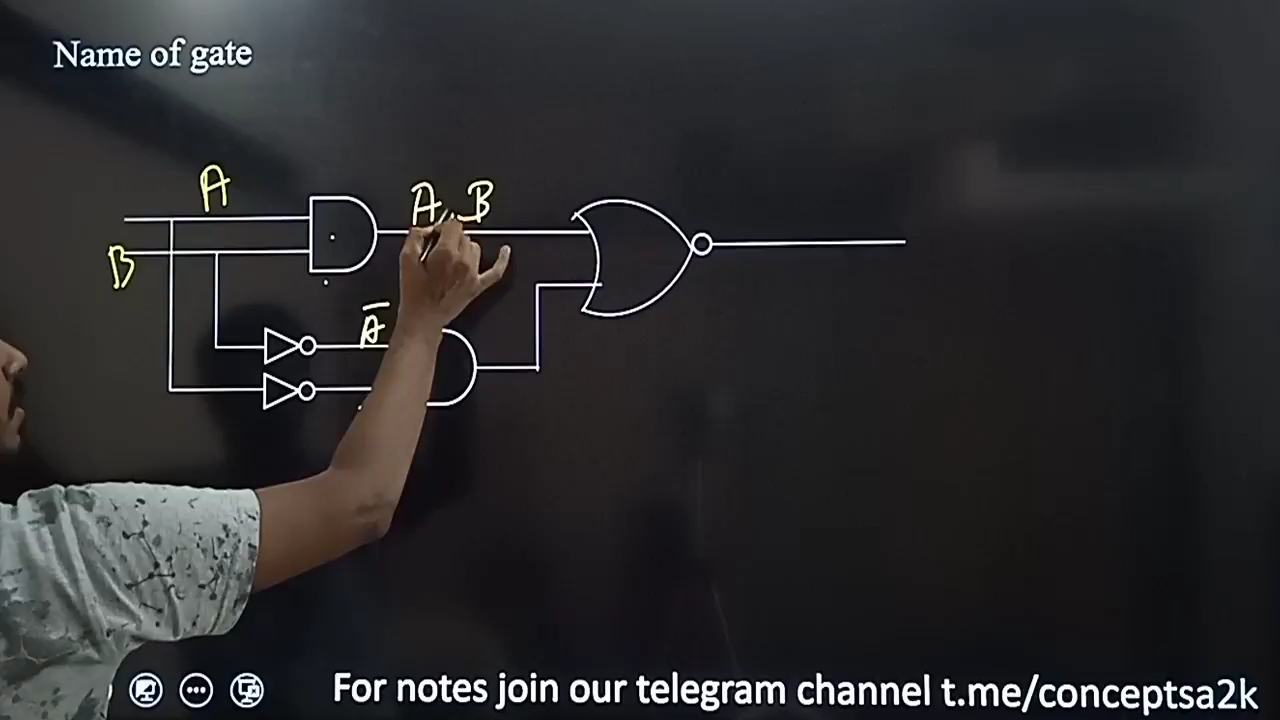 Name of gate
A
A B
B
Ā
For notes join our telegram channel t.me/conceptsa2k